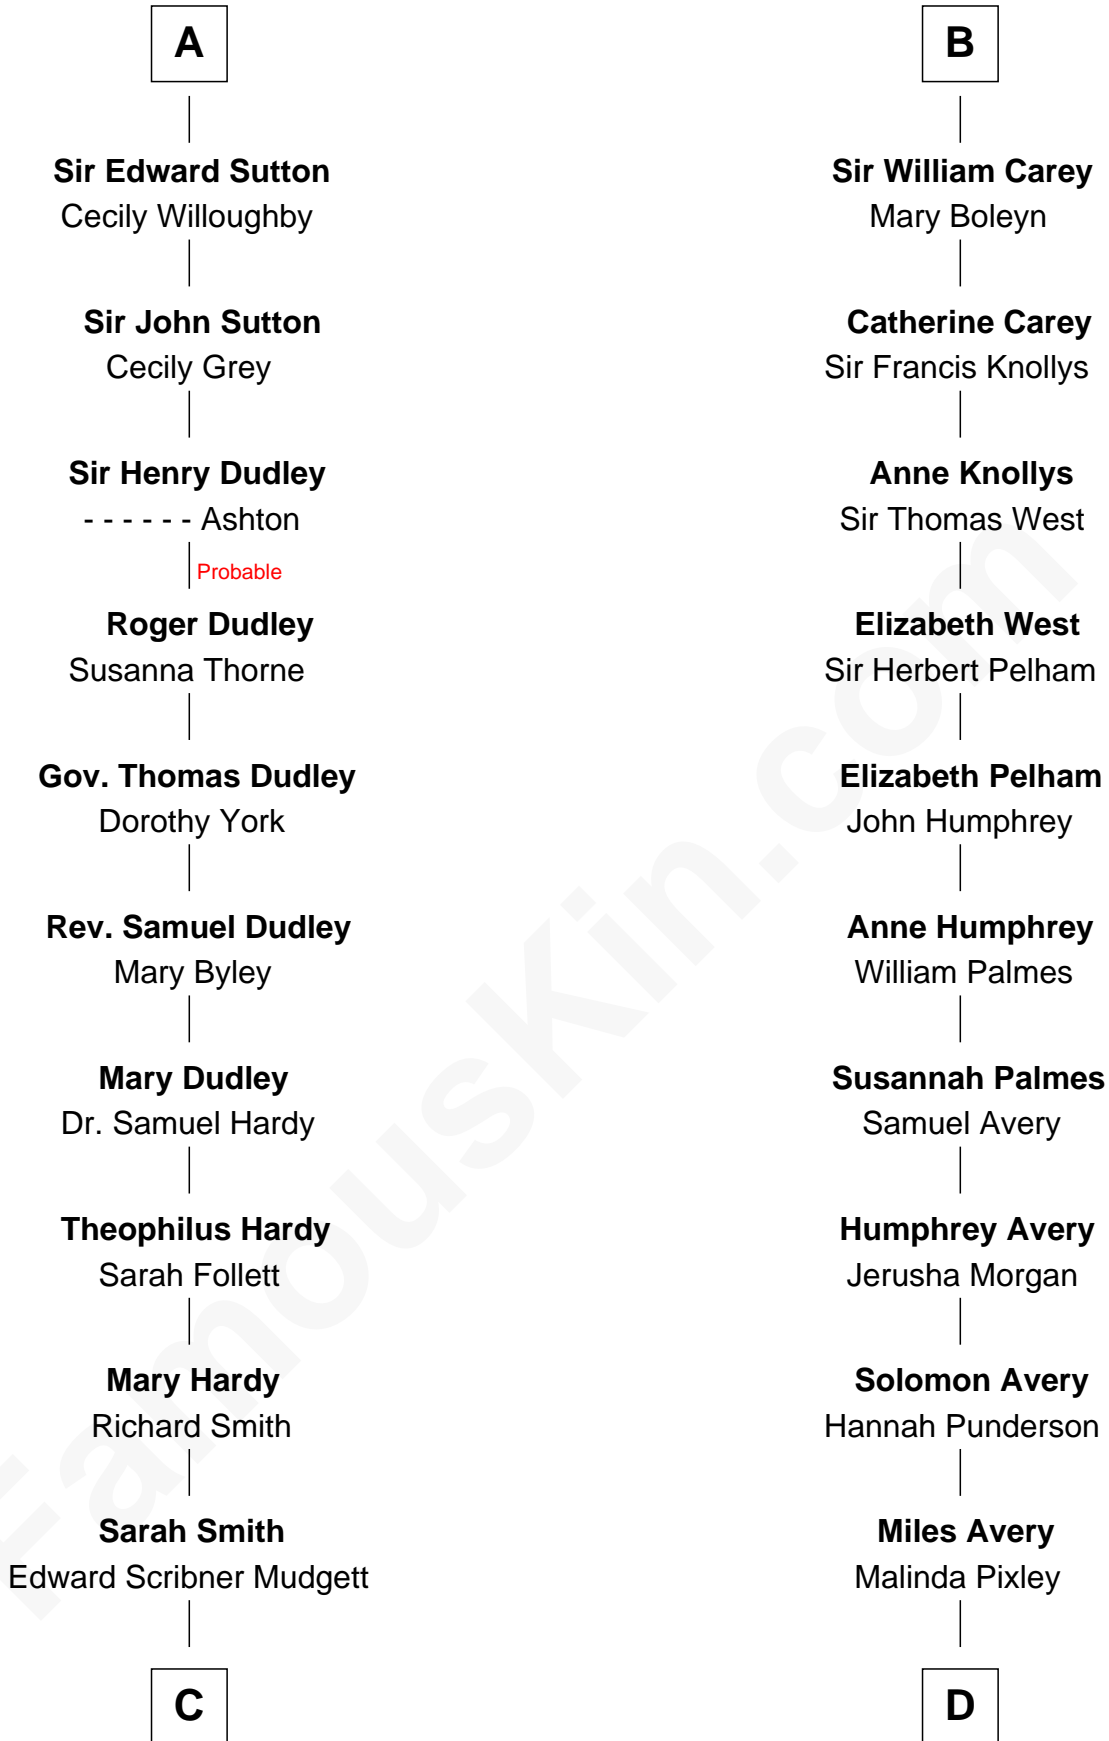 A
Sir Edward Sutton
Cecily Willoughby
Sir John Sutton
Cecily Grey
Sir Henry Dudley
- - - - - - Ashton
Probable
Roger Dudley
Susanna Thorne
Gov. Thomas Dudley
Dorothy York
Rev. Samuel Dudley
Mary Byley
Mary Dudley
Dr. Samuel Hardy
Theophilus Hardy
Sarah Follett
Mary Hardy
Richard Smith
Sarah Smith
Edward Scribner Mudgett
C
B
Sir William Carey
Mary Boleyn
Catherine Carey
Sir Francis Knollys
Anne Knollys
Sir Thomas West
Elizabeth West
Sir Herbert Pelham
Elizabeth Pelham
John Humphrey
Anne Humphrey
William Palmes
Susannah Palmes
Samuel Avery
Humphrey Avery
Jerusha Morgan
Solomon Avery
Hannah Punderson
Miles Avery
Malinda Pixley
D
FamousKin.com